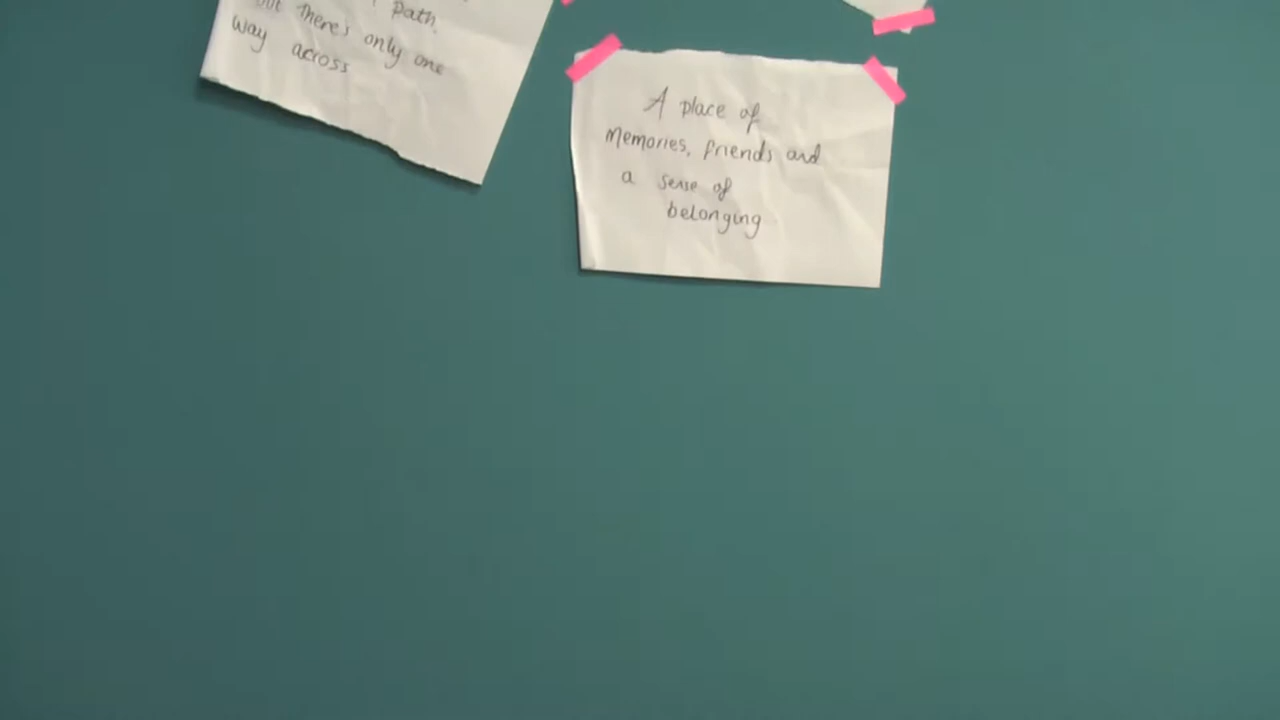 path.
but there's only one
way across
A place of
memories, friends and
a sense of
belonging